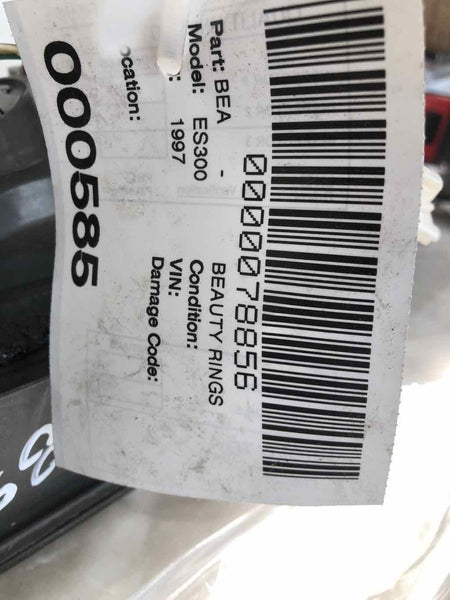 0000078856
Part: BEA - BEAUTY RINGS
Model: ES300 Condition:
1997 VIN:
Damage Code:
ocation:
000585